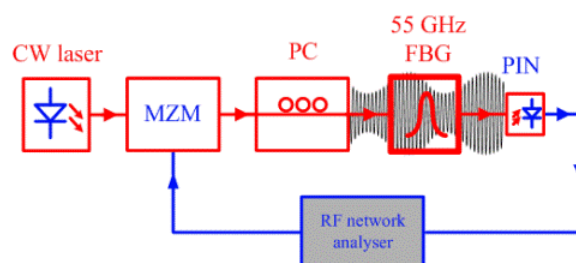 CW laser
MZM
PC
55 GHz
FBG
PIN
RF network
analyser